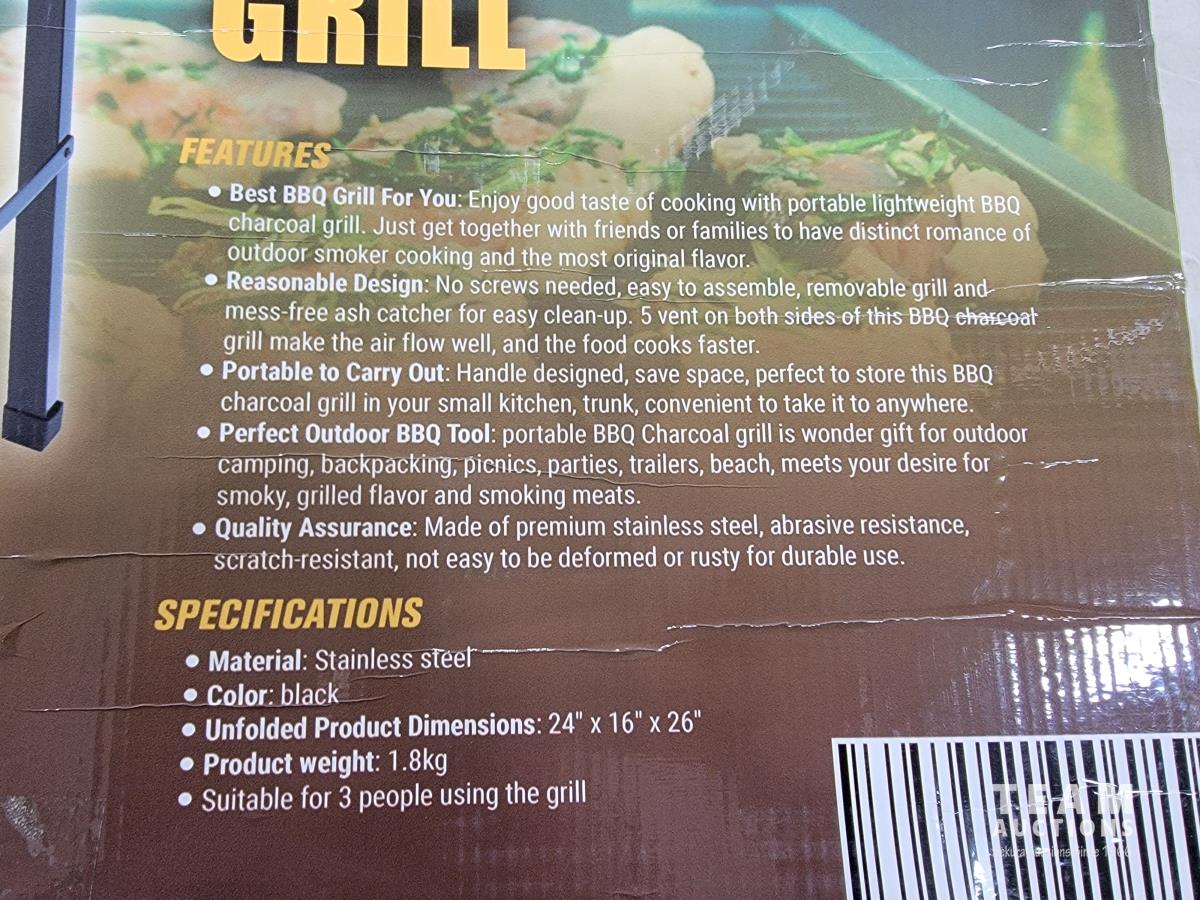 GRILL
FEATURES
• Best BBQ Grill For You: Enjoy good taste of cooking with portable lightweight BBQ
charcoal grill. Just get together with friends or families to have distinct romance of
outdoor smoker cooking and the most original flavor.
• Reasonable Design: No screws needed, easy to assemble, removable grill and
mess-free ash catcher for easy clean-up. 5 vent on both sides of this BBQ charcoal
grill make the air flow well, and the food cooks faster.
• Portable to Carry Out: Handle designed, save space, perfect to store this BBQ
charcoal grill in your small kitchen, trunk, convenient to take it to anywhere.
• Perfect Outdoor BBQ Tool: portable BBQ Charcoal grill is wonder gift for outdoor
camping, backpacking, picnics, parties, trailers, beach, meets your desire for
smoky, grilled flavor and smoking meats.
• Quality Assurance: Made of premium stainless steel, abrasive resistance,
scratch-resistant, not easy to be deformed or rusty for durable use.
SPECIFICATIONS
• Material: Stainless steel
• Color: black
• Unfolded Product Dimensions: 24" x 16" x 26"
• Product weight: 1.8kg
• Suitable for 3 people using the grill
TEAM
AUCTIONS